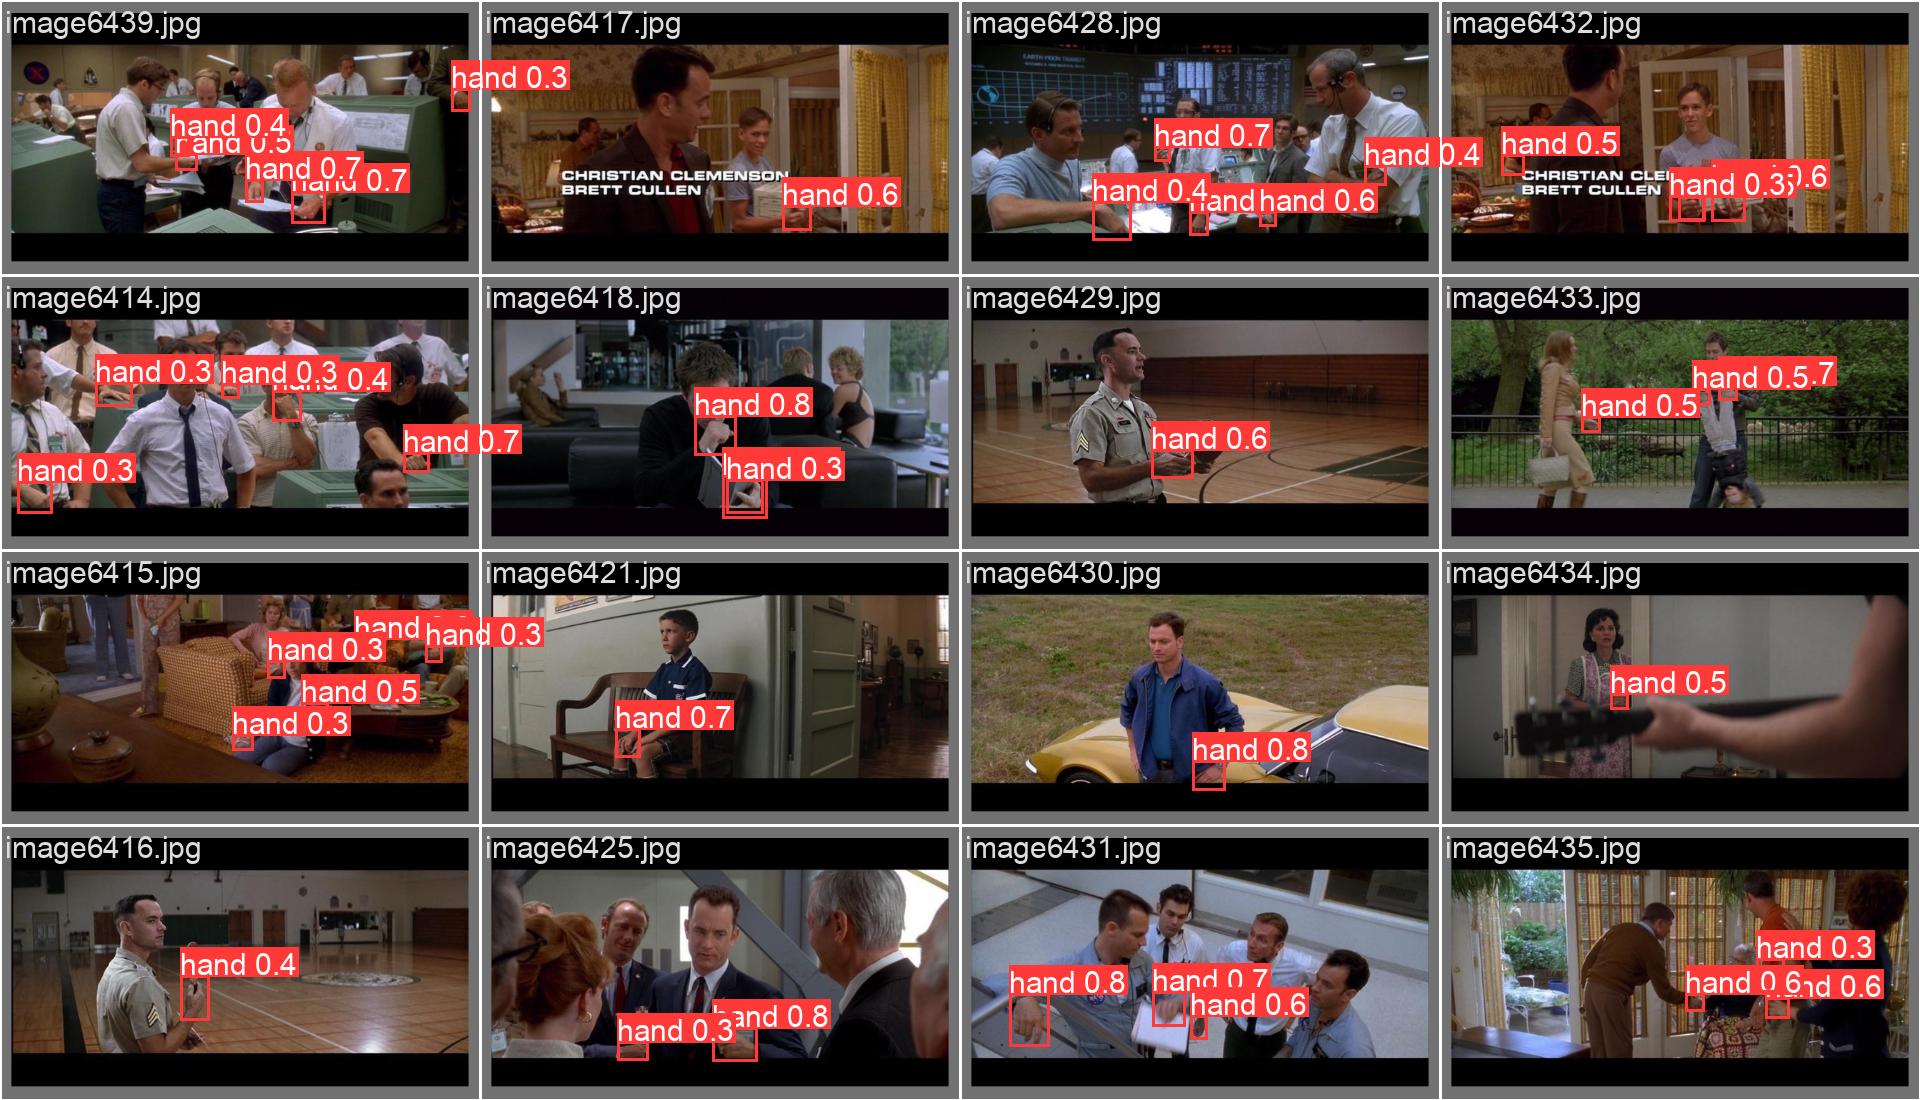 image6439.jpg
hand 0.3
hand 0.4
hand 0.5
hand 0.7
hand 0.7
image6417.jpg
CHRISTIAN CLEMENSON
BRETT CULLEN
hand 0.6
image6428.jpg
EARTH MOON TRANSIT
hand 0.7
hand 0.4
hand 0.4
hand
hand 0.6
image6432.jpg
hand 0.5
CHRISTIAN CLE
BRETT CULLEN
hand 0.3
0.6
image6414.jpg
hand 0.3
hand 0.3
hand 0.4
hand 0.7
hand 0.3
image6418.jpg
hand 0.8
hand 0.3
image6429.jpg
hand 0.6
image6433.jpg
hand 0.5
.7
hand 0.5
image6415.jpg
hand
hand 0.3
hand 0.3
hand 0.5
hand 0.3
image6421.jpg
hand 0.7
image6430.jpg
hand 0.8
image6434.jpg
hand 0.5
image6416.jpg
hand 0.4
image6425.jpg
hand 0.8
hand 0.3
image6431.jpg
hand 0.8
hand 0.7
hand 0.6
image6435.jpg
hand 0.3
hand 0.6
hand 0.6